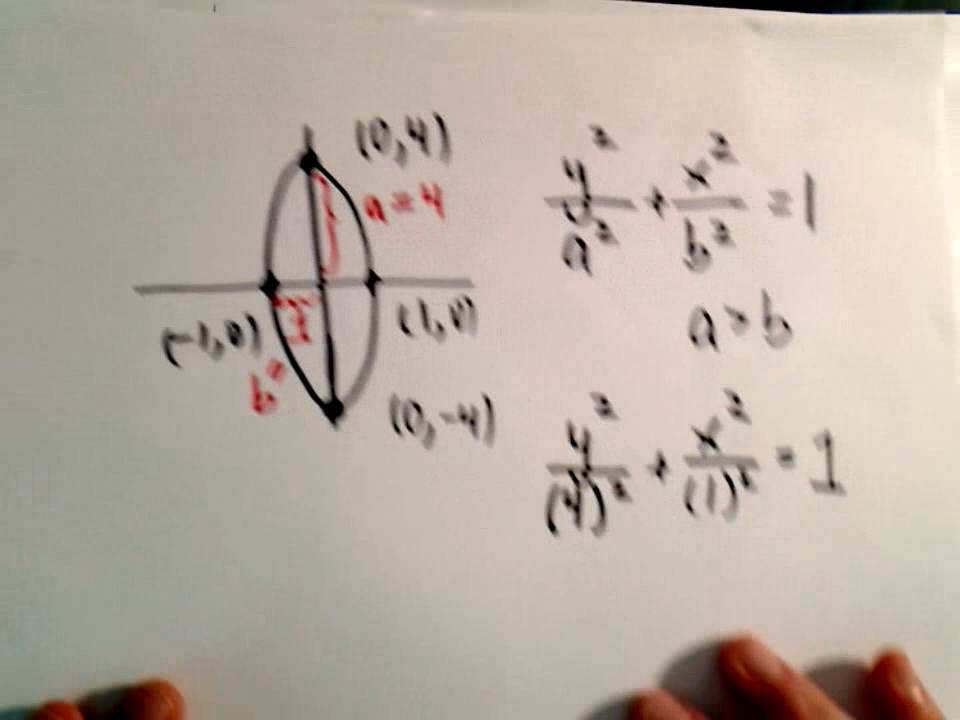 (0,4)
a = 4
(-1,0)
1
(1,0)
b =
(0,-4)
y²/a² + x²/b² = 1
a > b
y²/(4)² + x²/(1)² = 1